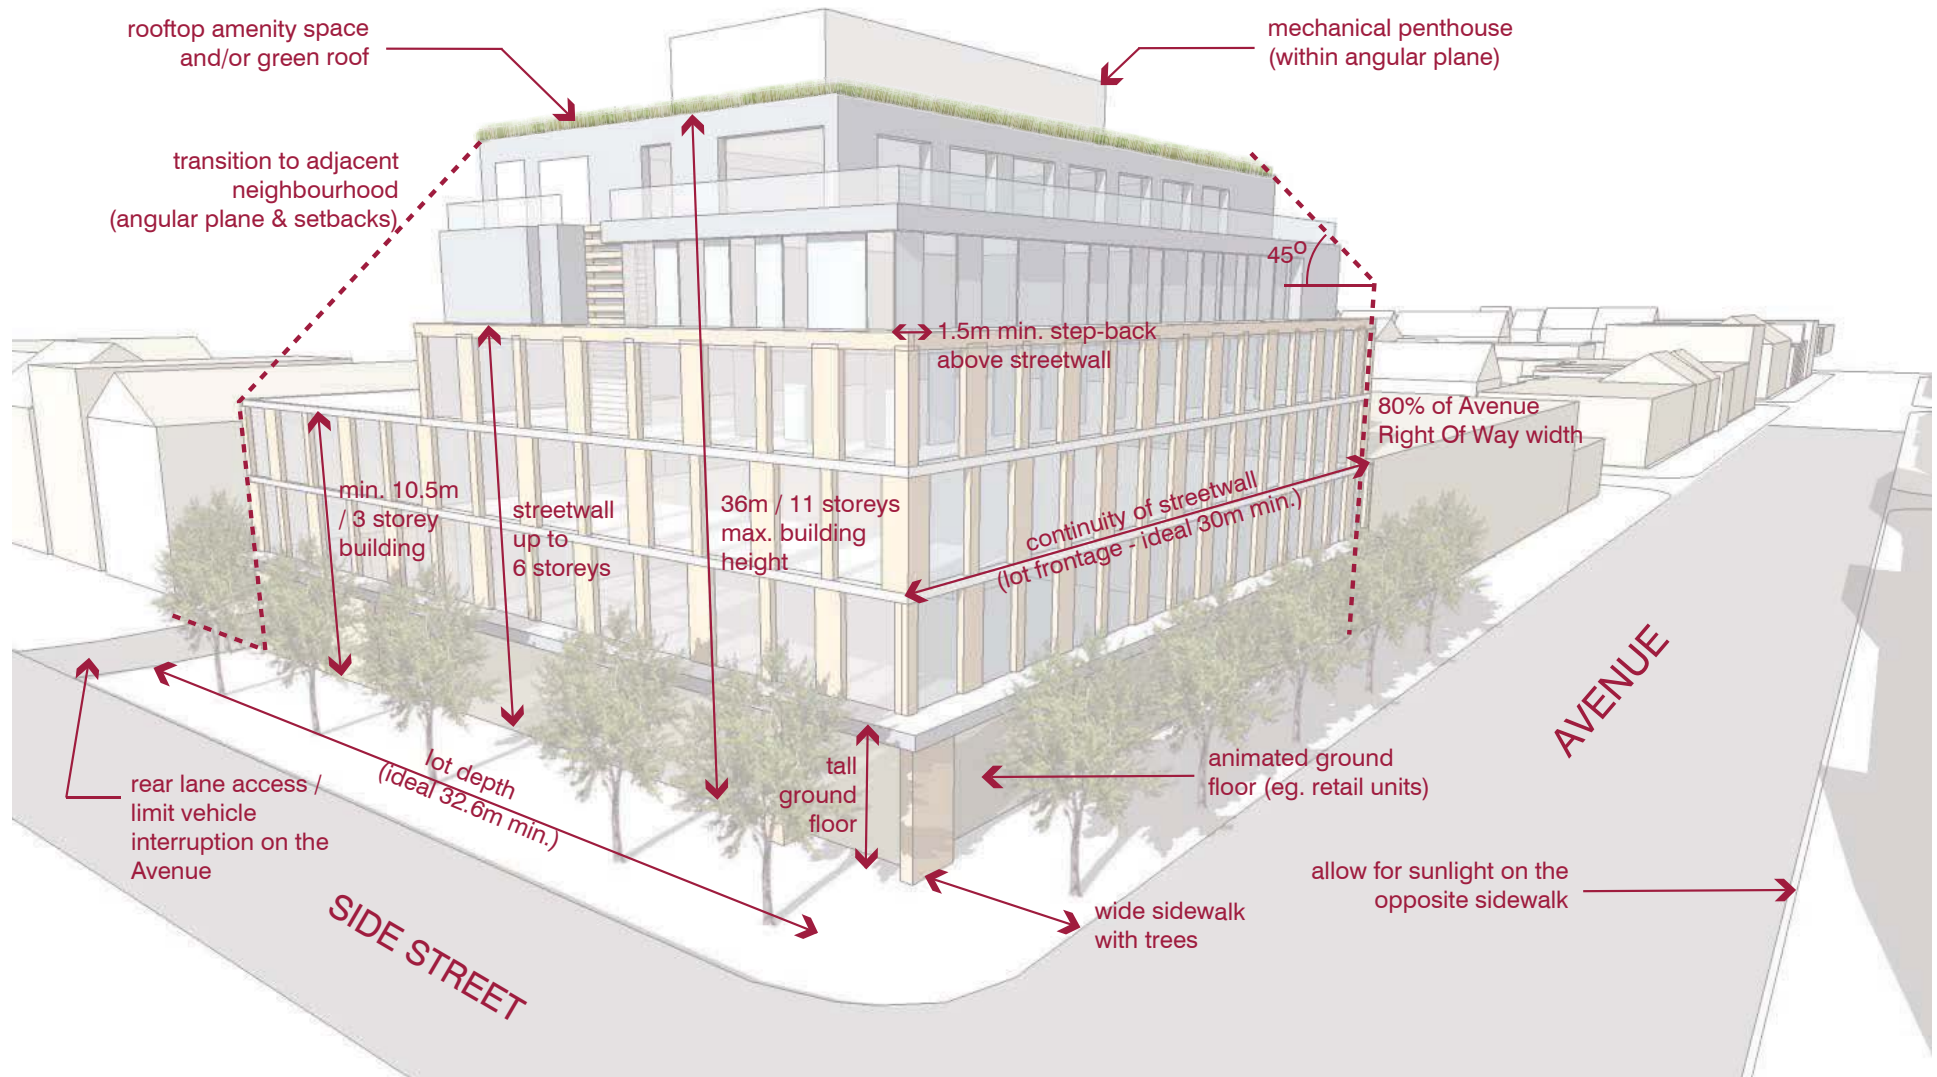 rooftop amenity space
and/or green roof
mechanical penthouse
(within angular plane)
transition to adjacent
neighbourhood
(angular plane & setbacks)
45o
1.5m min. step-back
above streetwall
80% of Avenue
Right Of Way width
min. 10.5m
/ 3 storey
building
streetwall
up to
6 storeys
36m / 11 storeys
max. building
height
continuity of streetwall
(lot frontage - ideal 30m min.)
AVENUE
lot depth
(ideal 32.6m min.)
tall
ground
floor
animated ground
floor (eg. retail units)
rear lane access /
limit vehicle
interruption on the
Avenue
allow for sunlight on the
opposite sidewalk
wide sidewalk
with trees
SIDE STREET